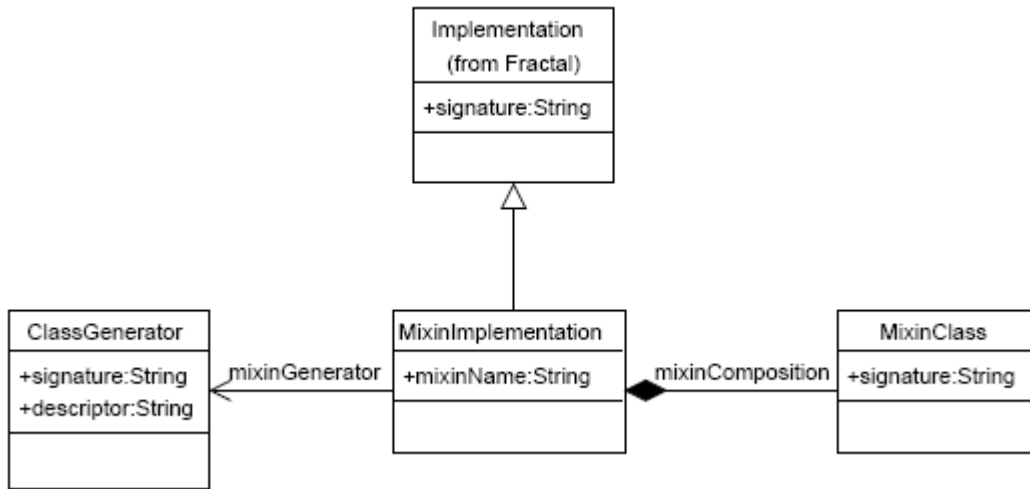 Implementation
(from Fractal)
+signature:String
ClassGenerator
+signature:String
+descriptor:String
mixinGenerator
MixinImplementation
+mixinName:String
mixinComposition
MixinClass
+signature:String